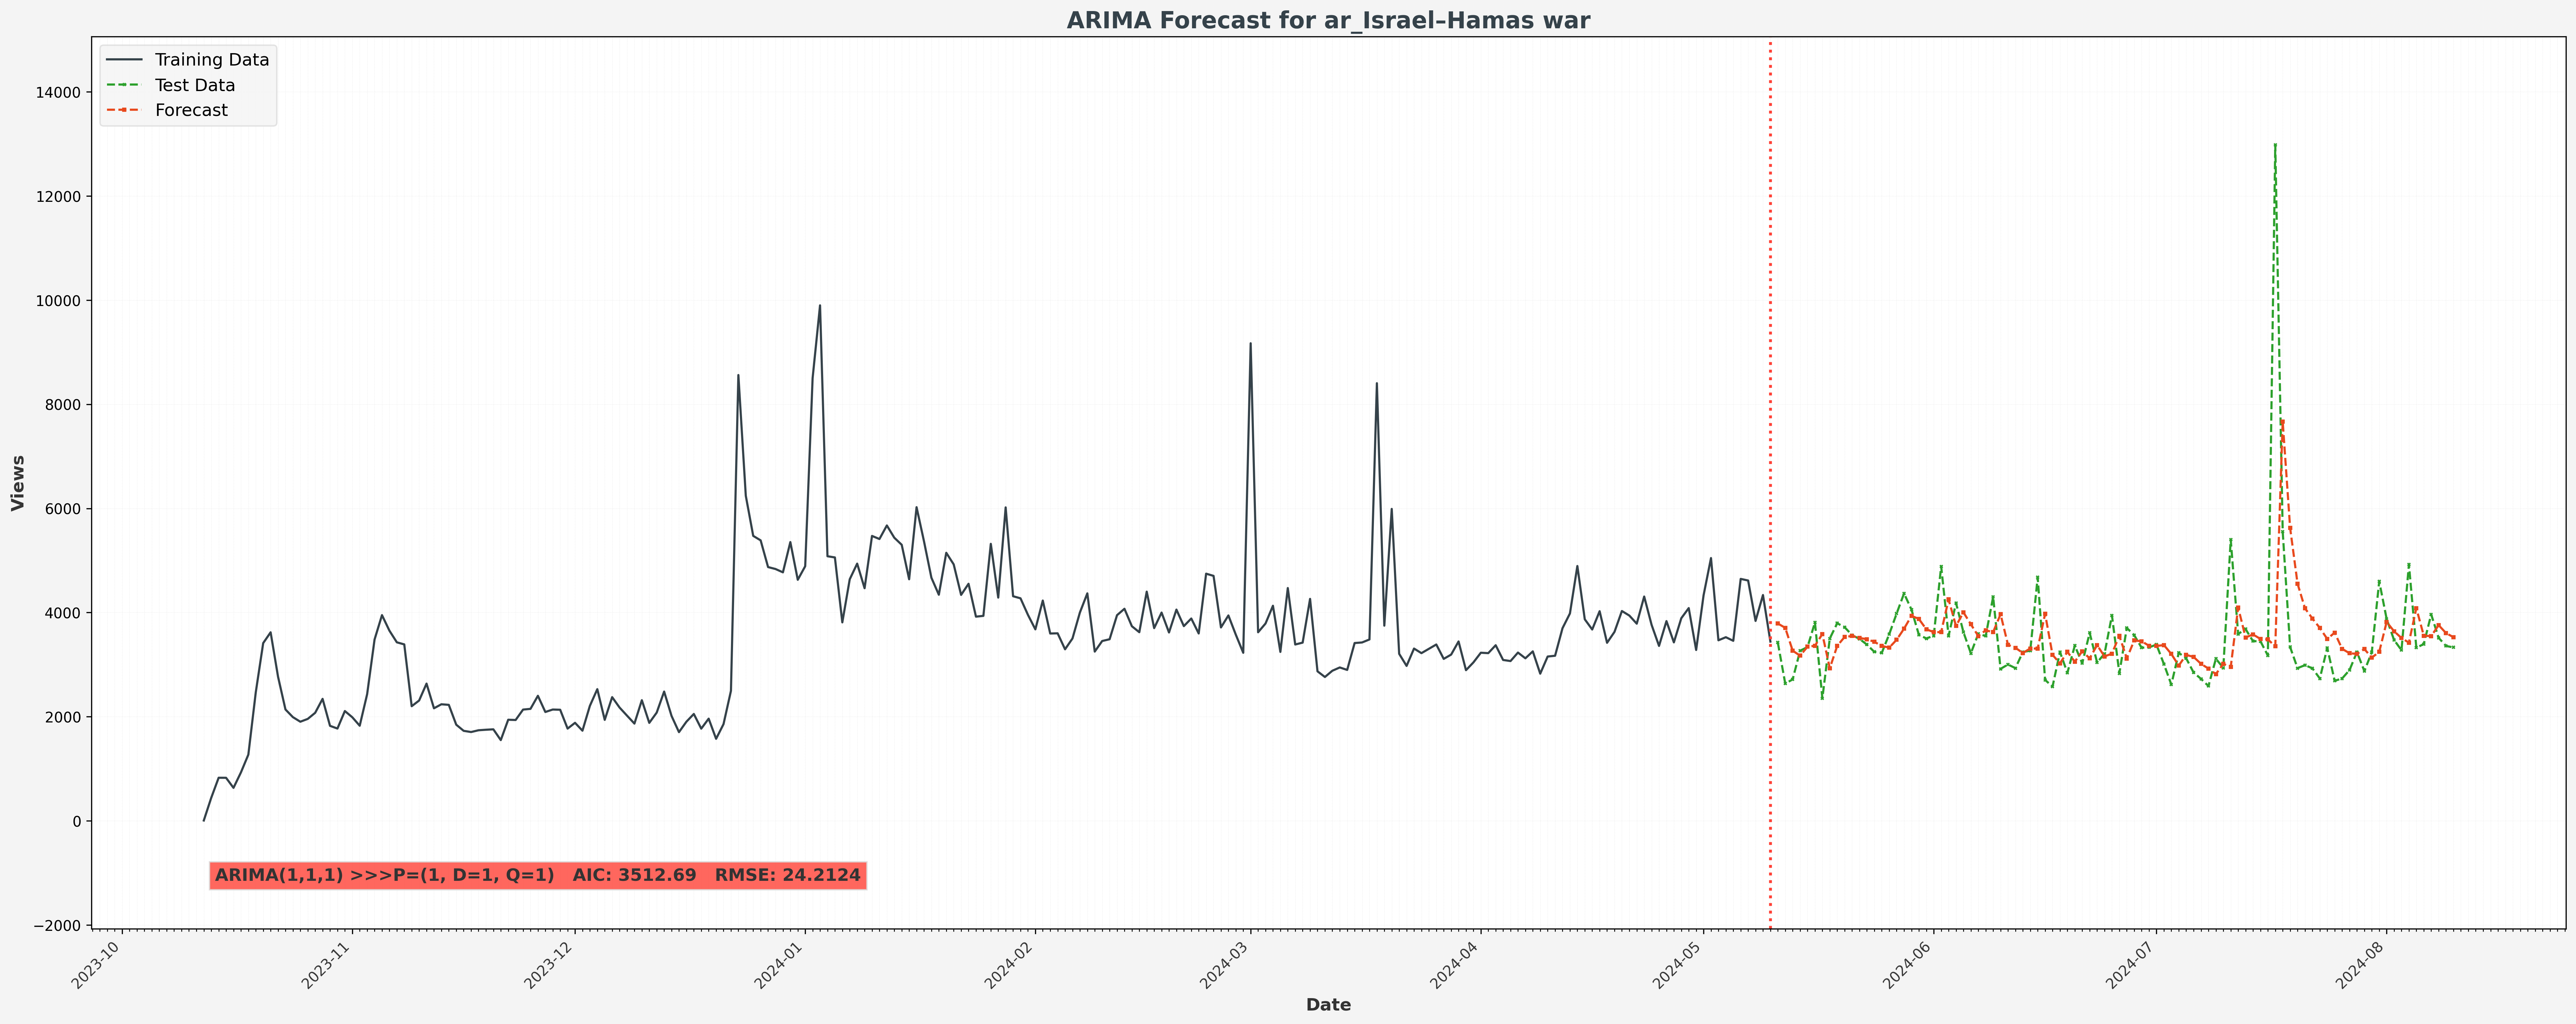 ARIMA Forecast for ar_Israel–Hamas war
Training Data
Test Data
Forecast
14000
12000
10000
8000
6000
4000
2000
0
−2000
Views
ARIMA(1,1,1) >>>P=(1, D=1, Q=1) AIC: 3512.69 RMSE: 24.2124
2023-10
2023-11
2023-12
2024-01
2024-02
2024-03
2024-04
2024-05
2024-06
2024-07
2024-08
Date